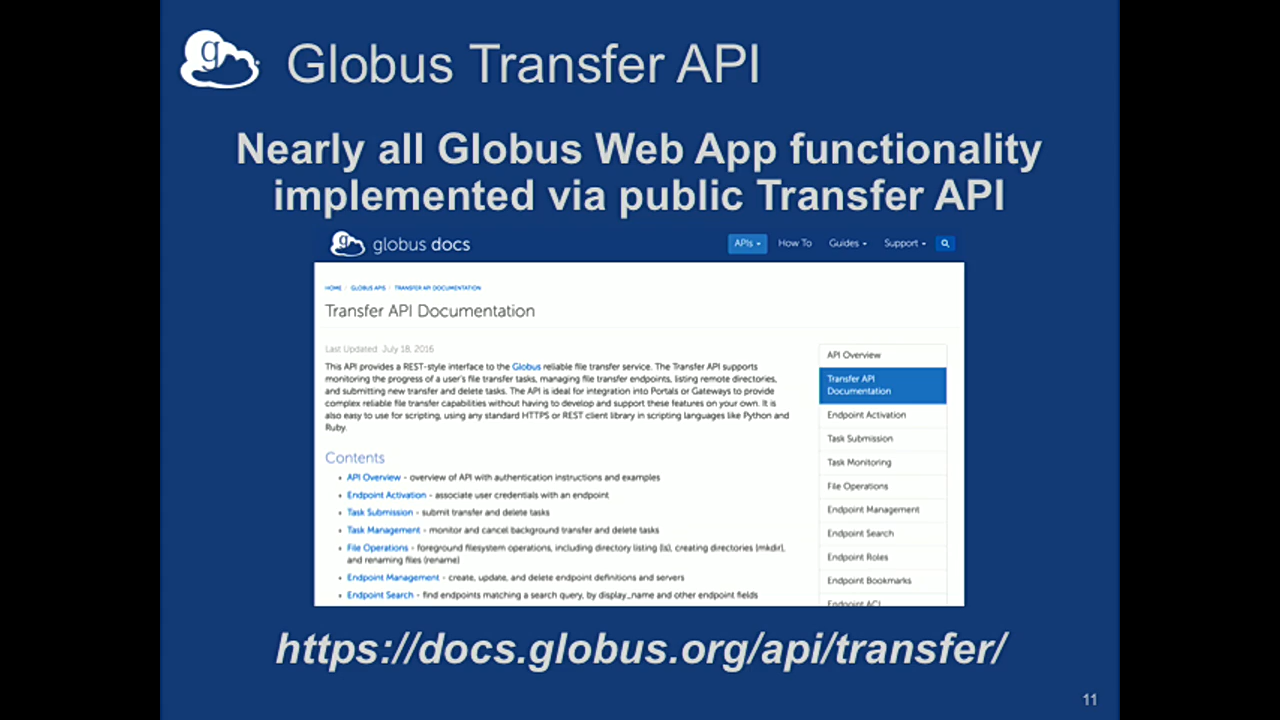 g Globus Transfer API
Nearly all Globus Web App functionality
implemented via public Transfer API
g globus docs
APIs How To Guides Support
HOME / GLOBUS APIS / TRANSFER API DOCUMENTATION
Transfer API Documentation
Last Updated: July 18, 2016
This API provides a REST-style interface to the Globus reliable file transfer service. The Transfer API supports
monitoring the progress of a user's file transfer tasks, managing file transfer endpoints, listing remote directories,
and submitting new transfer and delete tasks. The API is ideal for integration into Portals or Gateways to provide
complex reliable file transfer capabilities without having to develop and support these features on your own. It is
also easy to use for scripting, using any standard HTTPS or REST client library in scripting languages like Python and
Ruby.
Contents
• API Overview - overview of API with authentication instructions and examples
• Endpoint Activation - associate user credentials with an endpoint
• Task Submission - submit transfer and delete tasks
• Task Management - monitor and cancel background transfer and delete tasks
• File Operations - foreground filesystem operations, including directory listing (ls), creating directories (mkdir),
and renaming files (rename)
• Endpoint Management - create, update, and delete endpoint definitions and servers
• Endpoint Search - find endpoints matching a search query, by display_name and other endpoint fields
API Overview
Transfer API
Documentation
Endpoint Activation
Task Submission
Task Monitoring
File Operations
Endpoint Management
Endpoint Search
Endpoint Roles
Endpoint Bookmarks
Endpoint ACL
https://docs.globus.org/api/transfer/
11